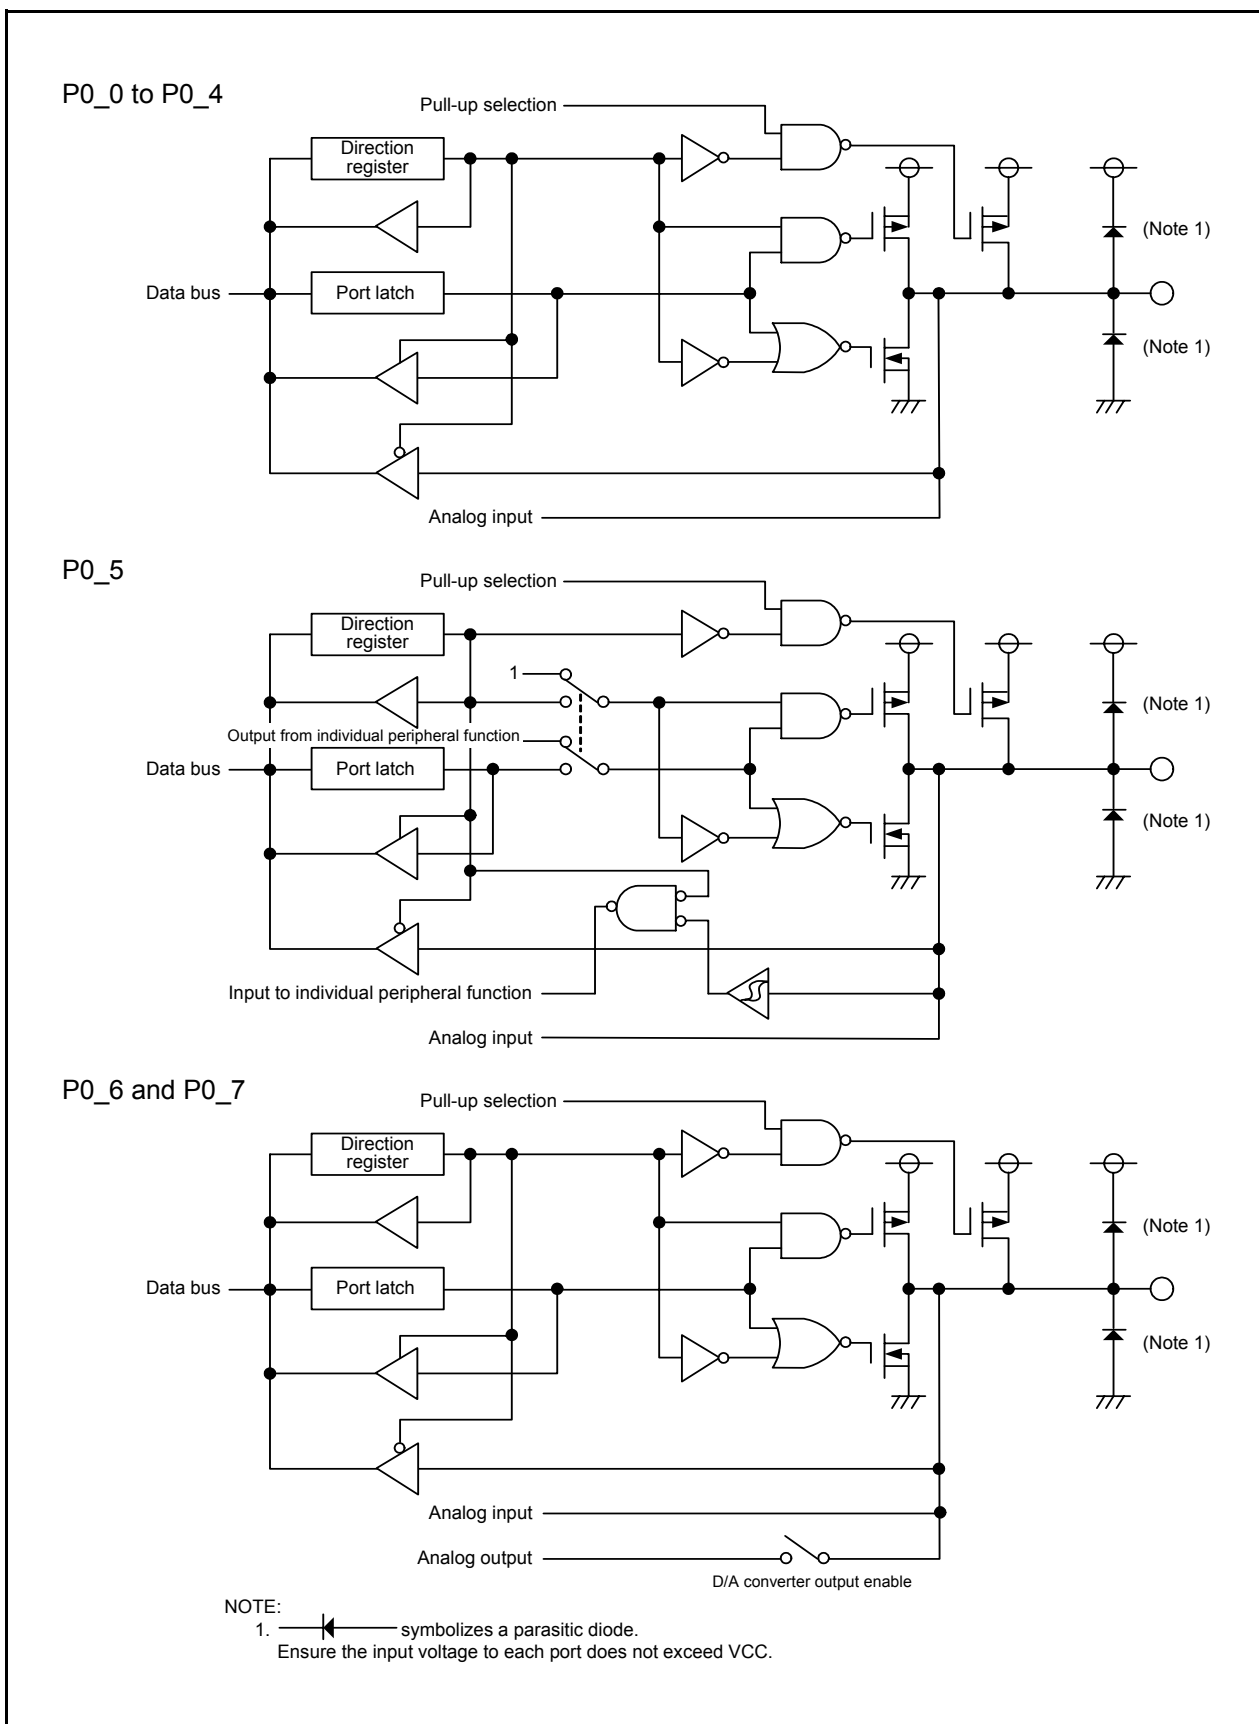 P0_0 to P0_4
Pull-up selection
Direction
register
(Note 1)
Data bus
Port latch
(Note 1)
Analog input
P0_5
Pull-up selection
Direction
register
1
(Note 1)
Output from individual peripheral function
Data bus
Port latch
(Note 1)
Input to individual peripheral function
Analog input
P0_6 and P0_7
Pull-up selection
Direction
register
(Note 1)
Data bus
Port latch
(Note 1)
Analog input
Analog output
D/A converter output enable
NOTE:
1. symbolizes a parasitic diode.
Ensure the input voltage to each port does not exceed VCC.